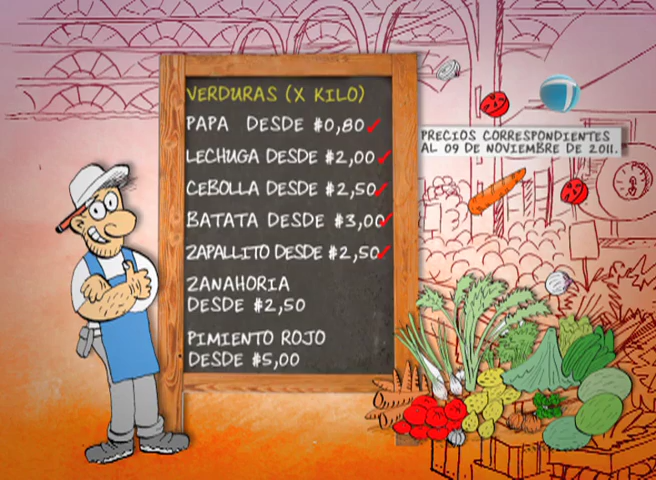 VERDURAS (X KILO)
PAPA DESDE $0,80
LECHUGA DESDE $2,00
CEBOLLA DESDE $2,50
BATATA DESDE $3,00
ZAPALLITO DESDE $2,50
ZANAHORIA
DESDE $2,50
PIMIENTO ROJO
DESDE $5,00
PRECIOS CORRESPONDIENTES
AL 09 DE NOVIEMBRE DE 2011.